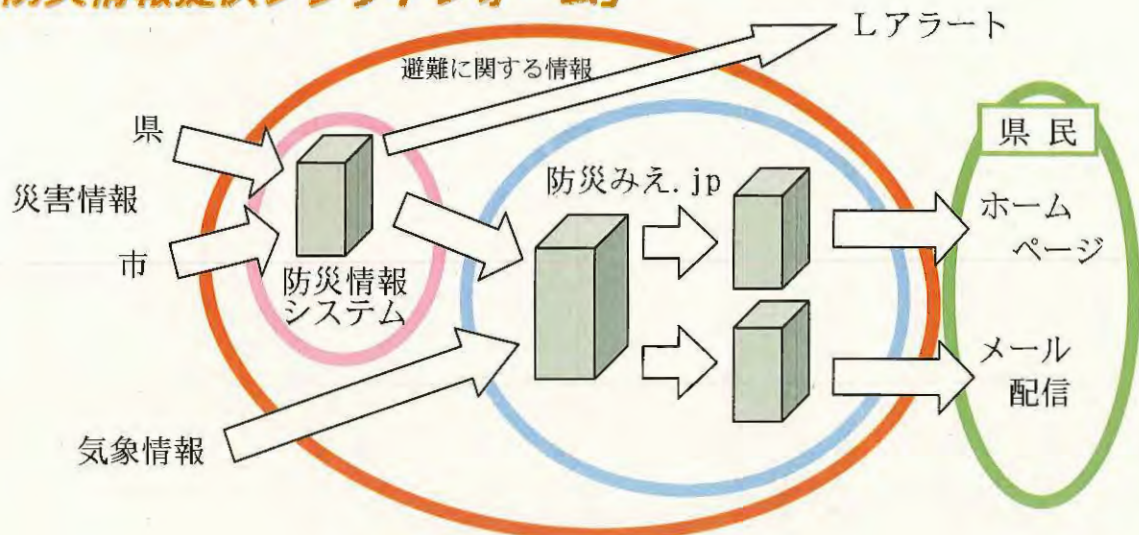 Lアラート
避難に関する情報
県
県民
災害情報
防災みえ.jp
ホーム
ページ
市
防災情報
システム
メール
配信
気象情報